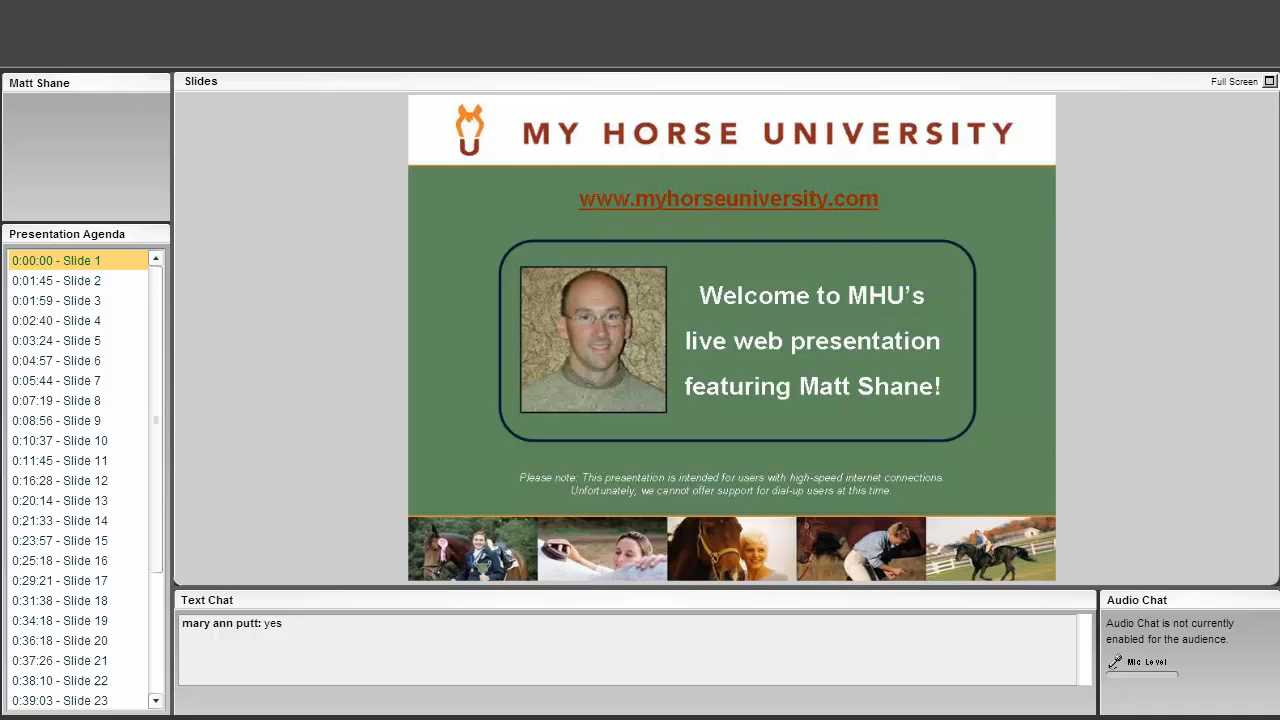 Matt Shane
Presentation Agenda
0:00:00 - Slide 1
0:01:45 - Slide 2
0:01:59 - Slide 3
0:02:40 - Slide 4
0:03:24 - Slide 5
0:04:57 - Slide 6
0:05:44 - Slide 7
0:07:19 - Slide 8
0:08:56 - Slide 9
0:10:37 - Slide 10
0:11:45 - Slide 11
0:16:28 - Slide 12
0:20:14 - Slide 13
0:21:33 - Slide 14
0:23:57 - Slide 15
0:25:18 - Slide 16
0:29:21 - Slide 17
0:31:38 - Slide 18
0:34:18 - Slide 19
0:36:18 - Slide 20
0:37:26 - Slide 21
0:38:10 - Slide 22
0:39:03 - Slide 23
Slides
Full Screen
MY HORSE UNIVERSITY
www.myhorseuniversity.com
Welcome to MHU’s
live web presentation
featuring Matt Shane!
Please note: This presentation is intended for users with high-speed internet connections.
Unfortunately, we cannot offer support for dial-up users at this time.
Text Chat
mary ann putt: yes
Audio Chat
Audio Chat is not currently
enabled for the audience.
Mic Level